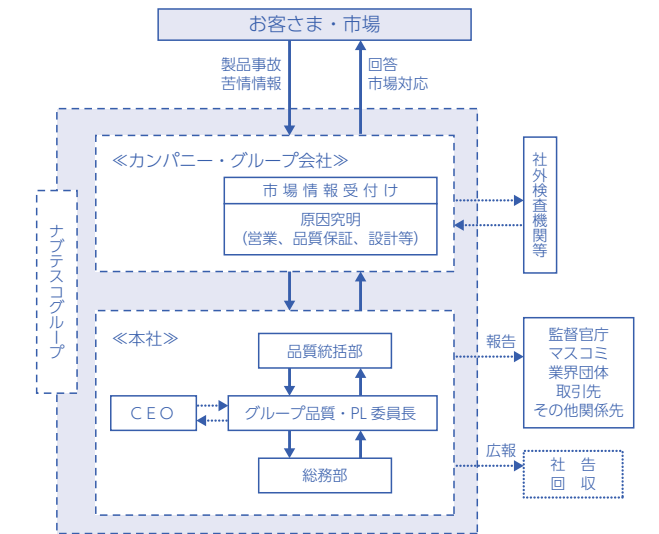 お客さま・市場
製品事故
苦情情報
回答
市場対応
≪カンパニー・グループ会社≫
市場情報受付け
原因究明
(営業、品質保証、設計等)
社外検査機関等
ナブテスコグループ
≪本社≫
品質統括部
CEO
グループ品質・PL委員長
総務部
報告
監督官庁
マスコミ
業界団体
取引先
その他関係先
広報
社 告
回 収